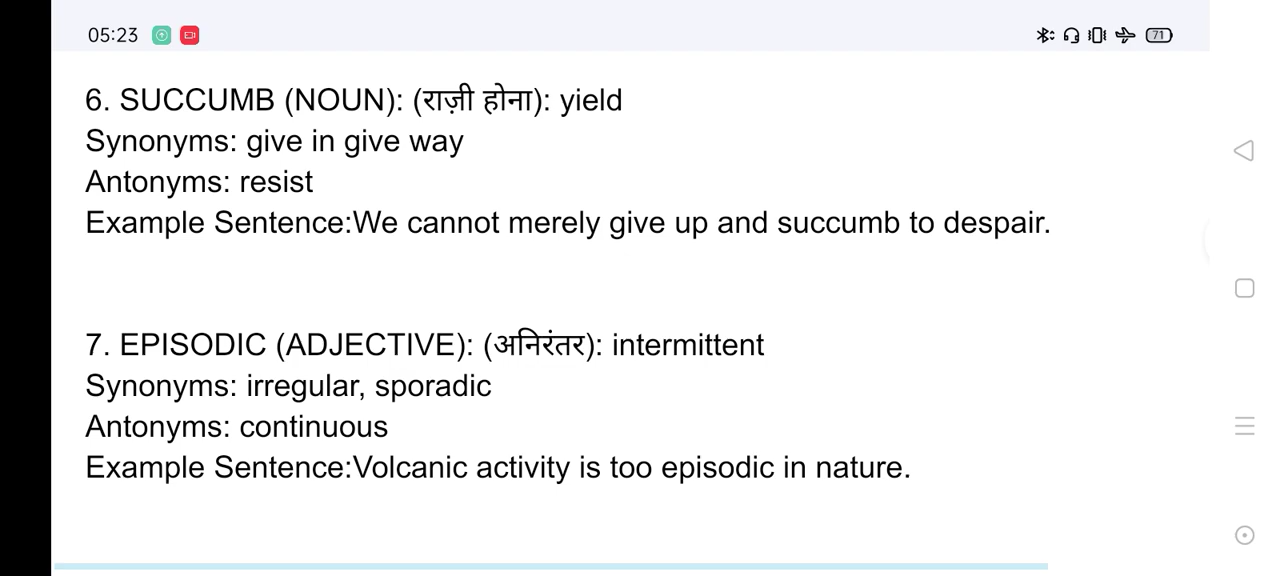 05:23
71
6. SUCCUMB (NOUN): (राज़ी होना): yield
Synonyms: give in give way
Antonyms: resist
Example Sentence:We cannot merely give up and succumb to despair.
7. EPISODIC (ADJECTIVE): (अनिरंतर): intermittent
Synonyms: irregular, sporadic
Antonyms: continuous
Example Sentence:Volcanic activity is too episodic in nature.